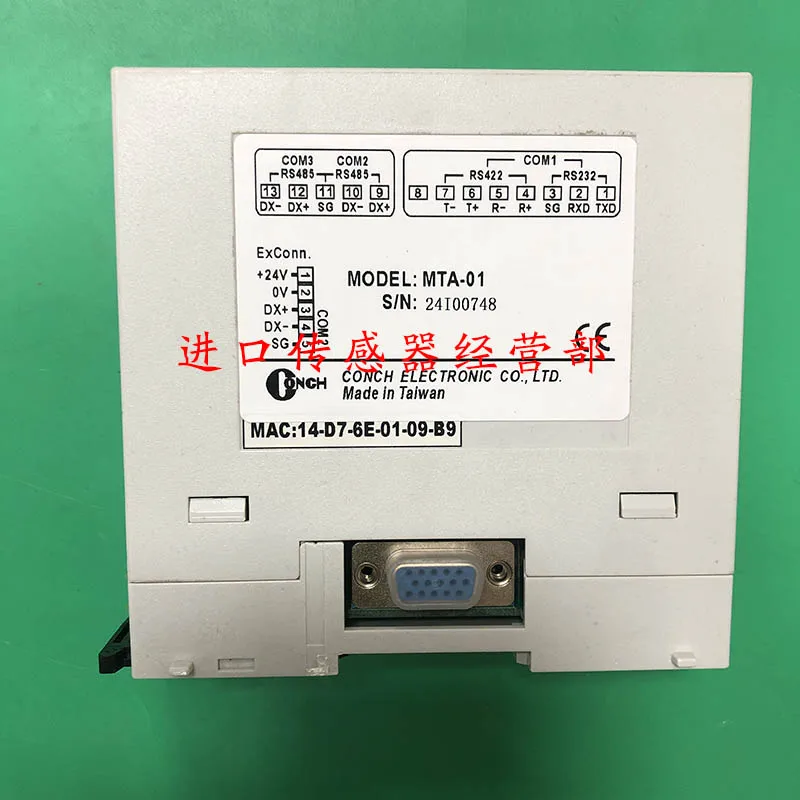 COM3 COM2
RS485 RS485
13 12 11 10 9
DX- DX+ SG DX- DX+
COM1
RS422 RS232
8 7 6 5 4 3 2 1
T- T+ R- R+ SG RXD TXD
ExConn.
+24V 1
0V 2
DX+ 3
DX- 4
SG 5
COM2
MODEL: MTA-01
S/N: 24I00748
CE
进口传感器经营部
CONCH CONCH ELECTRONIC CO., LTD.
Made in Taiwan
MAC:14-D7-6E-01-09-B9